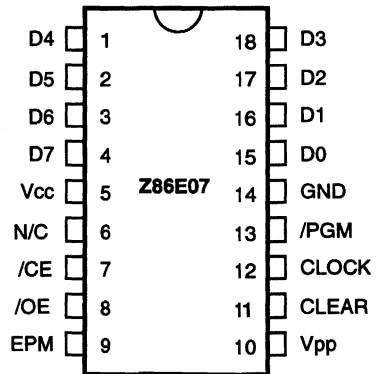 D4 1 18 D3
D5 2 17 D2
D6 3 16 D1
D7 4 15 D0
Vcc 5 Z86E07 14 GND
N/C 6 13 /PGM
/CE 7 12 CLOCK
/OE 8 11 CLEAR
EPM 9 10 Vpp